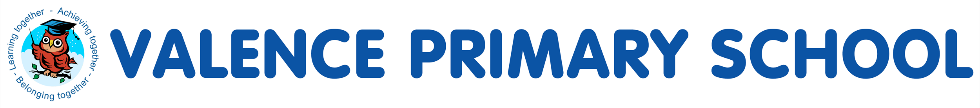 Learning together - Achieving together - Belonging together -
VALENCE PRIMARY SCHOOL